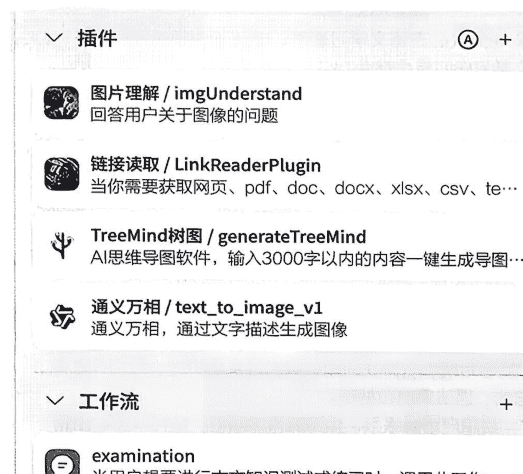 插件
A
图片理解 / imgUnderstand
回答用户关于图像的问题
链接读取 / LinkReaderPlugin
当你需要获取网页、pdf、doc、docx、xlsx、csv、te…
TreeMind树图 / generateTreeMind
AI思维导图软件，输入3000字以内的内容一键生成导图…
通义万相 / text_to_image_v1
通义万相，通过文字描述生成图像
工作流
examination